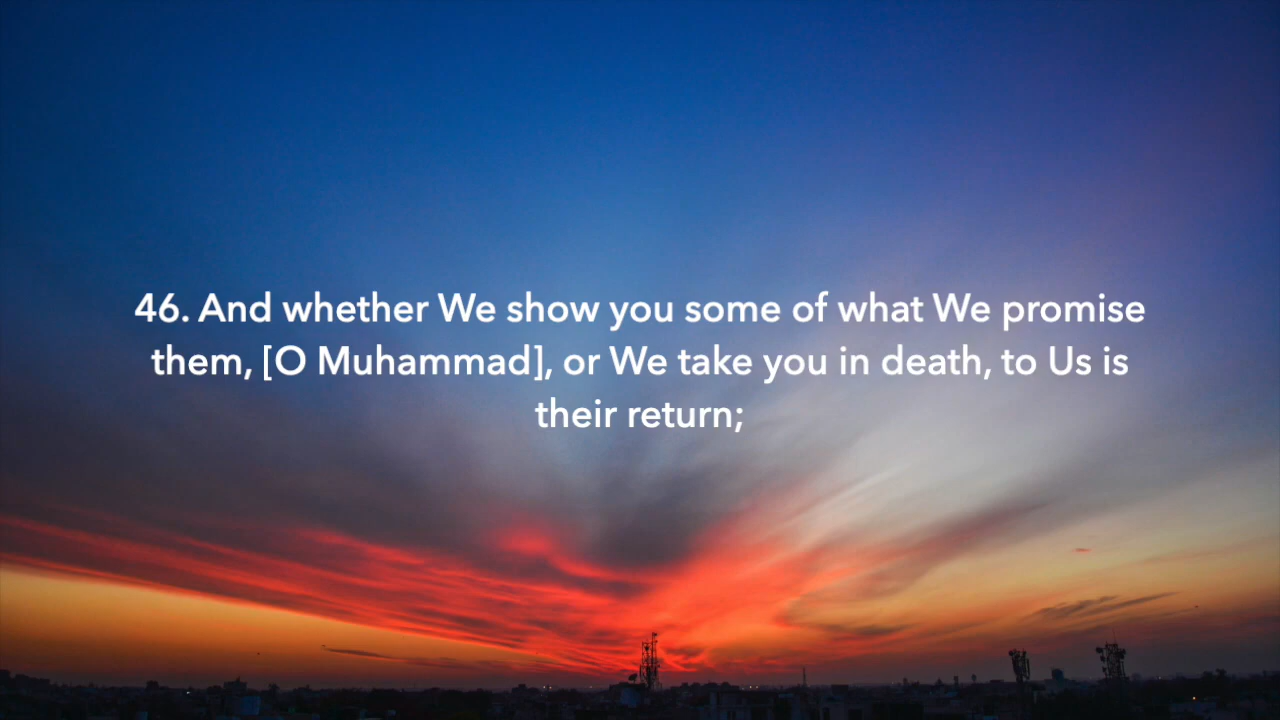 46. And whether We show you some of what We promise
them, [O Muhammad], or We take you in death, to Us is
their return;